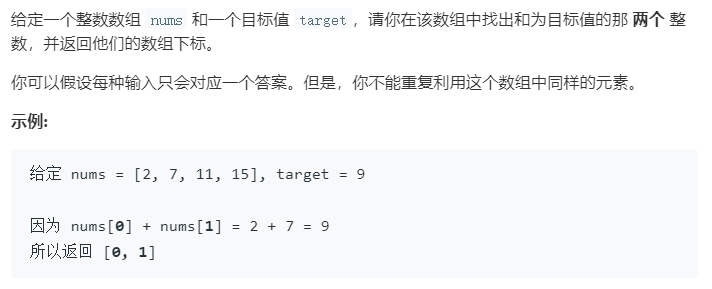 给定一个整数数组 nums 和一个目标值 target，请你在该数组中找出和为目标值的那 两个 整
数，并返回他们的数组下标。
你可以假设每种输入只会对应一个答案。但是，你不能重复利用这个数组中同样的元素。
示例:
给定 nums = [2, 7, 11, 15], target = 9
因为 nums[0] + nums[1] = 2 + 7 = 9
所以返回 [0, 1]